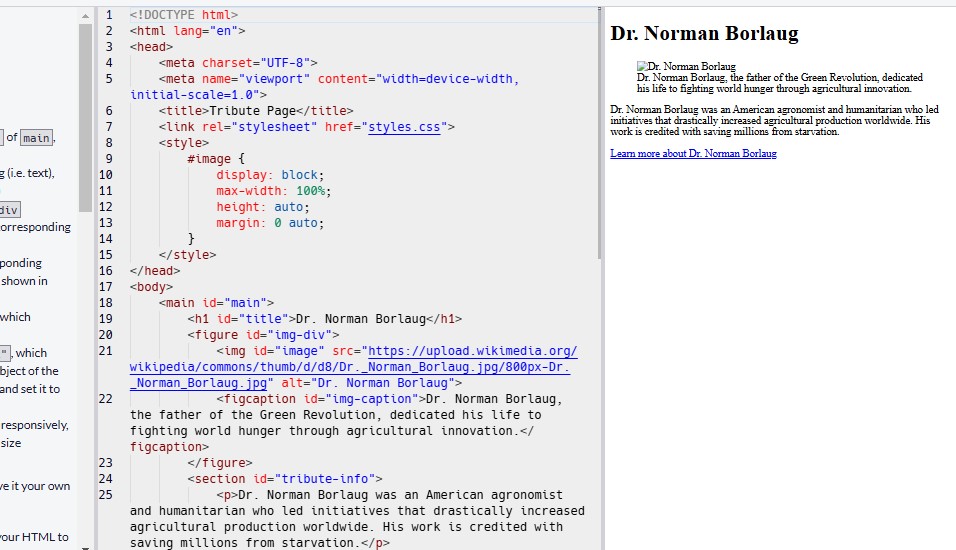 of main,
g (i.e. text),
div
corresponding
ponding
shown in
which
", which
bject of the
and set it to
responsively,
size
ve it your own
your HTML to
1 <!DOCTYPE html>
2 <html lang="en">
3 <head>
4 <meta charset="UTF-8">
5 <meta name="viewport" content="width=device-width,
initial-scale=1.0">
6 <title>Tribute Page</title>
7 <link rel="stylesheet" href="styles.css">
8 <style>
9 #image {
10 display: block;
11 max-width: 100%;
12 height: auto;
13 margin: 0 auto;
14 }
15 </style>
16 </head>
17 <body>
18 <main id="main">
19 <h1 id="title">Dr. Norman Borlaug</h1>
20 <figure id="img-div">
21 <img id="image" src="https://upload.wikimedia.org/
wikipedia/commons/thumb/d/d8/Dr._Norman_Borlaug.jpg/800px-Dr.
_Norman_Borlaug.jpg" alt="Dr. Norman Borlaug">
22 <figcaption id="img-caption">Dr. Norman Borlaug,
the father of the Green Revolution, dedicated his life to
fighting world hunger through agricultural innovation.</
figcaption>
23 </figure>
24 <section id="tribute-info">
25 <p>Dr. Norman Borlaug was an American agronomist
and humanitarian who led initiatives that drastically increased
agricultural production worldwide. His work is credited with
saving millions from starvation.</p>
Dr. Norman Borlaug
Dr. Norman Borlaug
Dr. Norman Borlaug, the father of the Green Revolution, dedicated
his life to fighting world hunger through agricultural innovation.
Dr. Norman Borlaug was an American agronomist and humanitarian who led
initiatives that drastically increased agricultural production worldwide. His
work is credited with saving millions from starvation.
Learn more about Dr. Norman Borlaug